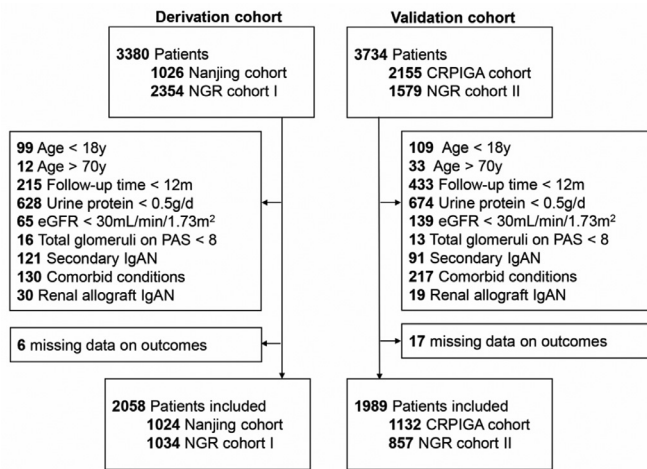 Derivation cohort
3380 Patients
1026 Nanjing cohort
2354 NGR cohort I
99 Age < 18y
12 Age > 70y
215 Follow-up time < 12m
628 Urine protein < 0.5g/d
65 eGFR < 30mL/min/1.73m²
16 Total glomeruli on PAS < 8
121 Secondary IgAN
130 Comorbid conditions
30 Renal allograft IgAN
6 missing data on outcomes
2058 Patients included
1024 Nanjing cohort
1034 NGR cohort I
Validation cohort
3734 Patients
2155 CRPIGA cohort
1579 NGR cohort II
109 Age < 18y
33 Age > 70y
433 Follow-up time < 12m
674 Urine protein < 0.5g/d
139 eGFR < 30mL/min/1.73m²
13 Total glomeruli on PAS < 8
91 Secondary IgAN
217 Comorbid conditions
19 Renal allograft IgAN
17 missing data on outcomes
1989 Patients included
1132 CRPIGA cohort
857 NGR cohort II